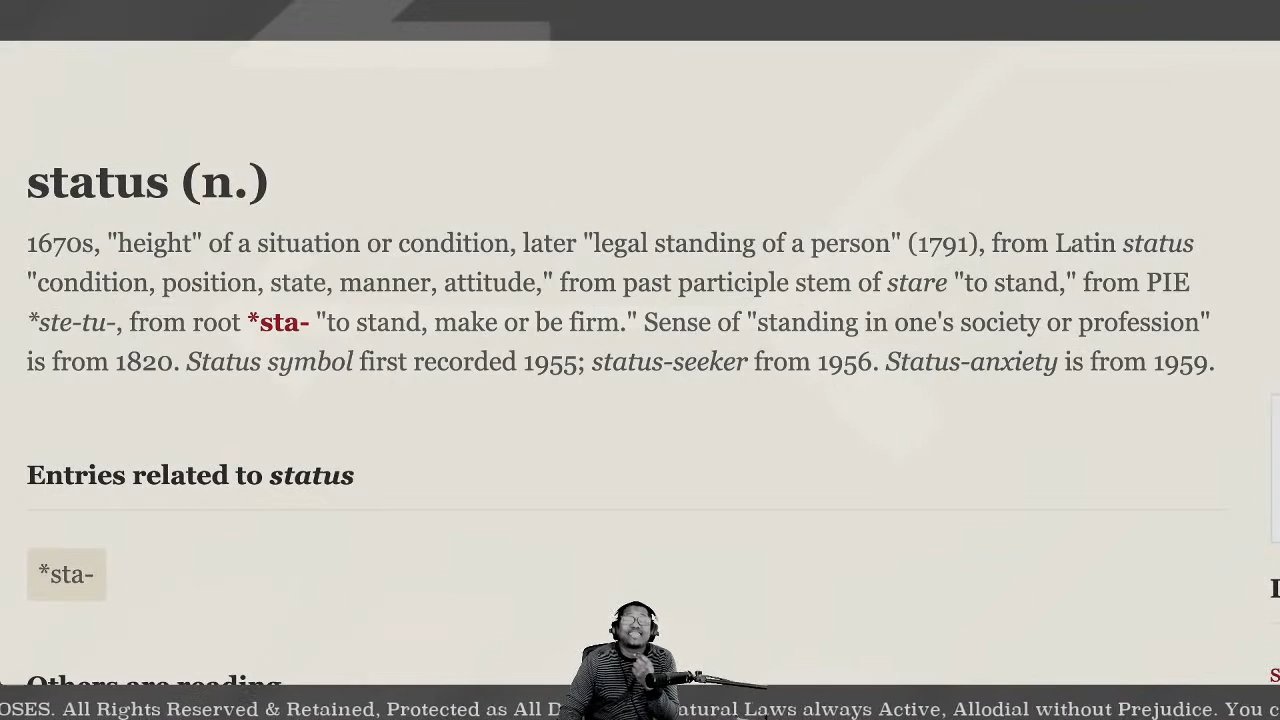 status (n.)
1670s, "height" of a situation or condition, later "legal standing of a person" (1791), from Latin status
"condition, position, state, manner, attitude," from past participle stem of stare "to stand," from PIE
*ste-tu-, from root *sta- "to stand, make or be firm." Sense of "standing in one's society or profession"
is from 1820. Status symbol first recorded 1955; status-seeker from 1956. Status-anxiety is from 1959.
Entries related to status
*sta-
Others are reading
OSES. All Rights Reserved & Retained, Protected as All atural Laws always Active, Allodial without Prejudice. You